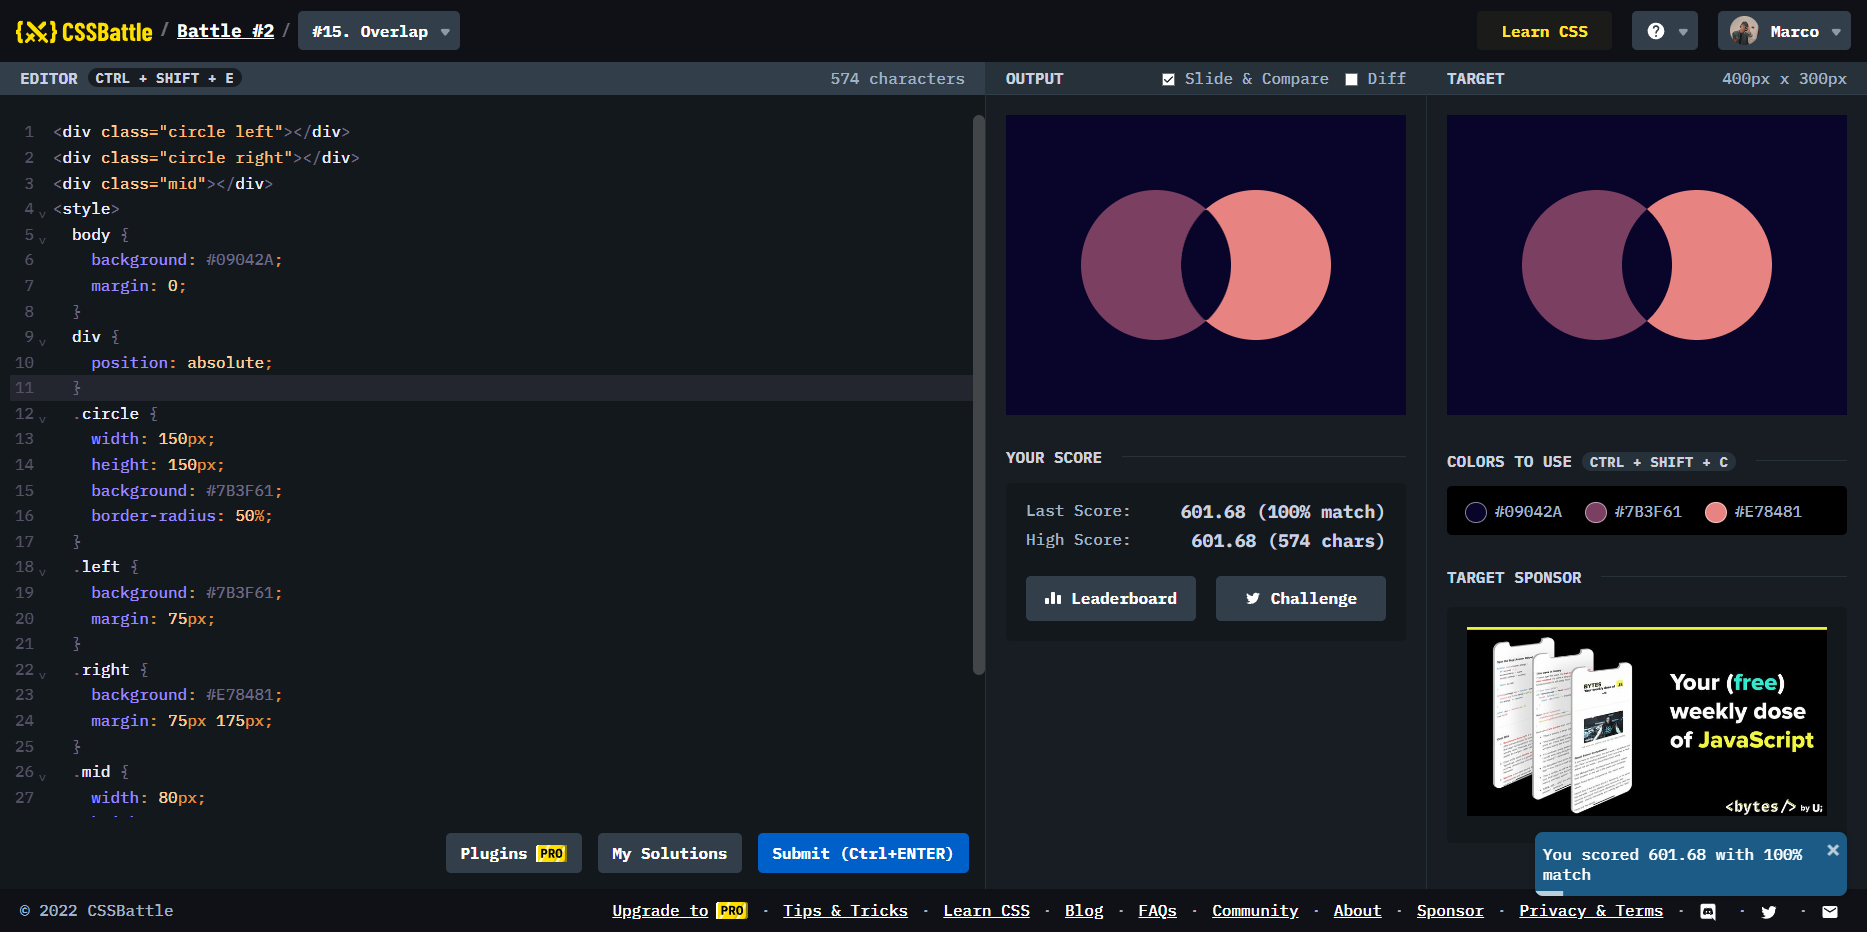 CSSBattle / Battle #2 / #15. Overlap
Learn CSS
?
Marco
EDITOR CTRL + SHIFT + E
574 characters
1 <div class="circle left"></div>
2 <div class="circle right"></div>
3 <div class="mid"></div>
4 <style>
5 body {
6 background: #09042A;
7 margin: 0;
8 }
9 div {
10 position: absolute;
11 }
12 .circle {
13 width: 150px;
14 height: 150px;
15 background: #7B3F61;
16 border-radius: 50%;
17 }
18 .left {
19 background: #7B3F61;
20 margin: 75px;
21 }
22 .right {
23 background: #E78481;
24 margin: 75px 175px;
25 }
26 .mid {
27 width: 80px;
Plugins PRO
My Solutions
Submit (Ctrl+ENTER)
OUTPUT
Slide & Compare
Diff
YOUR SCORE
Last Score: 601.68 (100% match)
High Score: 601.68 (574 chars)
Leaderboard
Challenge
TARGET
400px x 300px
COLORS TO USE CTRL + SHIFT + C
#09042A #7B3F61 #E78481
TARGET SPONSOR
BYTES
Your (free)
weekly dose
of JavaScript
<bytes/> by Ui
You scored 601.68 with 100%
match
© 2022 CSSBattle
Upgrade to PRO · Tips & Tricks · Learn CSS · Blog · FAQs · Community · About · Sponsor · Privacy & Terms